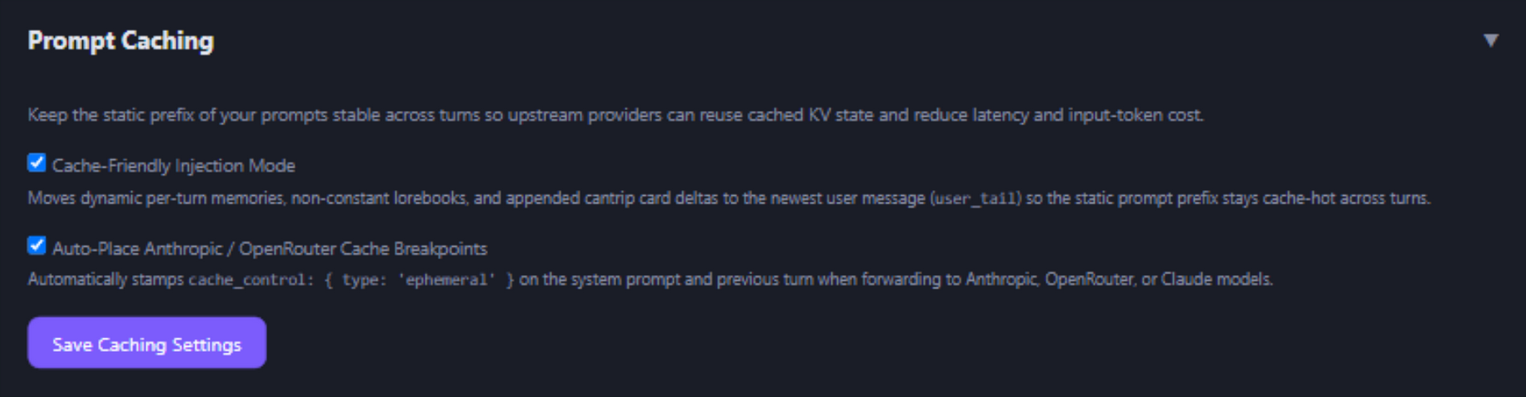 Prompt Caching
Keep the static prefix of your prompts stable across turns so upstream providers can reuse cached KV state and reduce latency and input-token cost.
Cache-Friendly Injection Mode
Moves dynamic per-turn memories, non-constant lorebooks, and appended cantrip card deltas to the newest user message (user_tail) so the static prompt prefix stays cache-hot across turns.
Auto-Place Anthropic / OpenRouter Cache Breakpoints
Automatically stamps cache_control: { type: 'ephemeral' } on the system prompt and previous turn when forwarding to Anthropic, OpenRouter, or Claude models.
Save Caching Settings